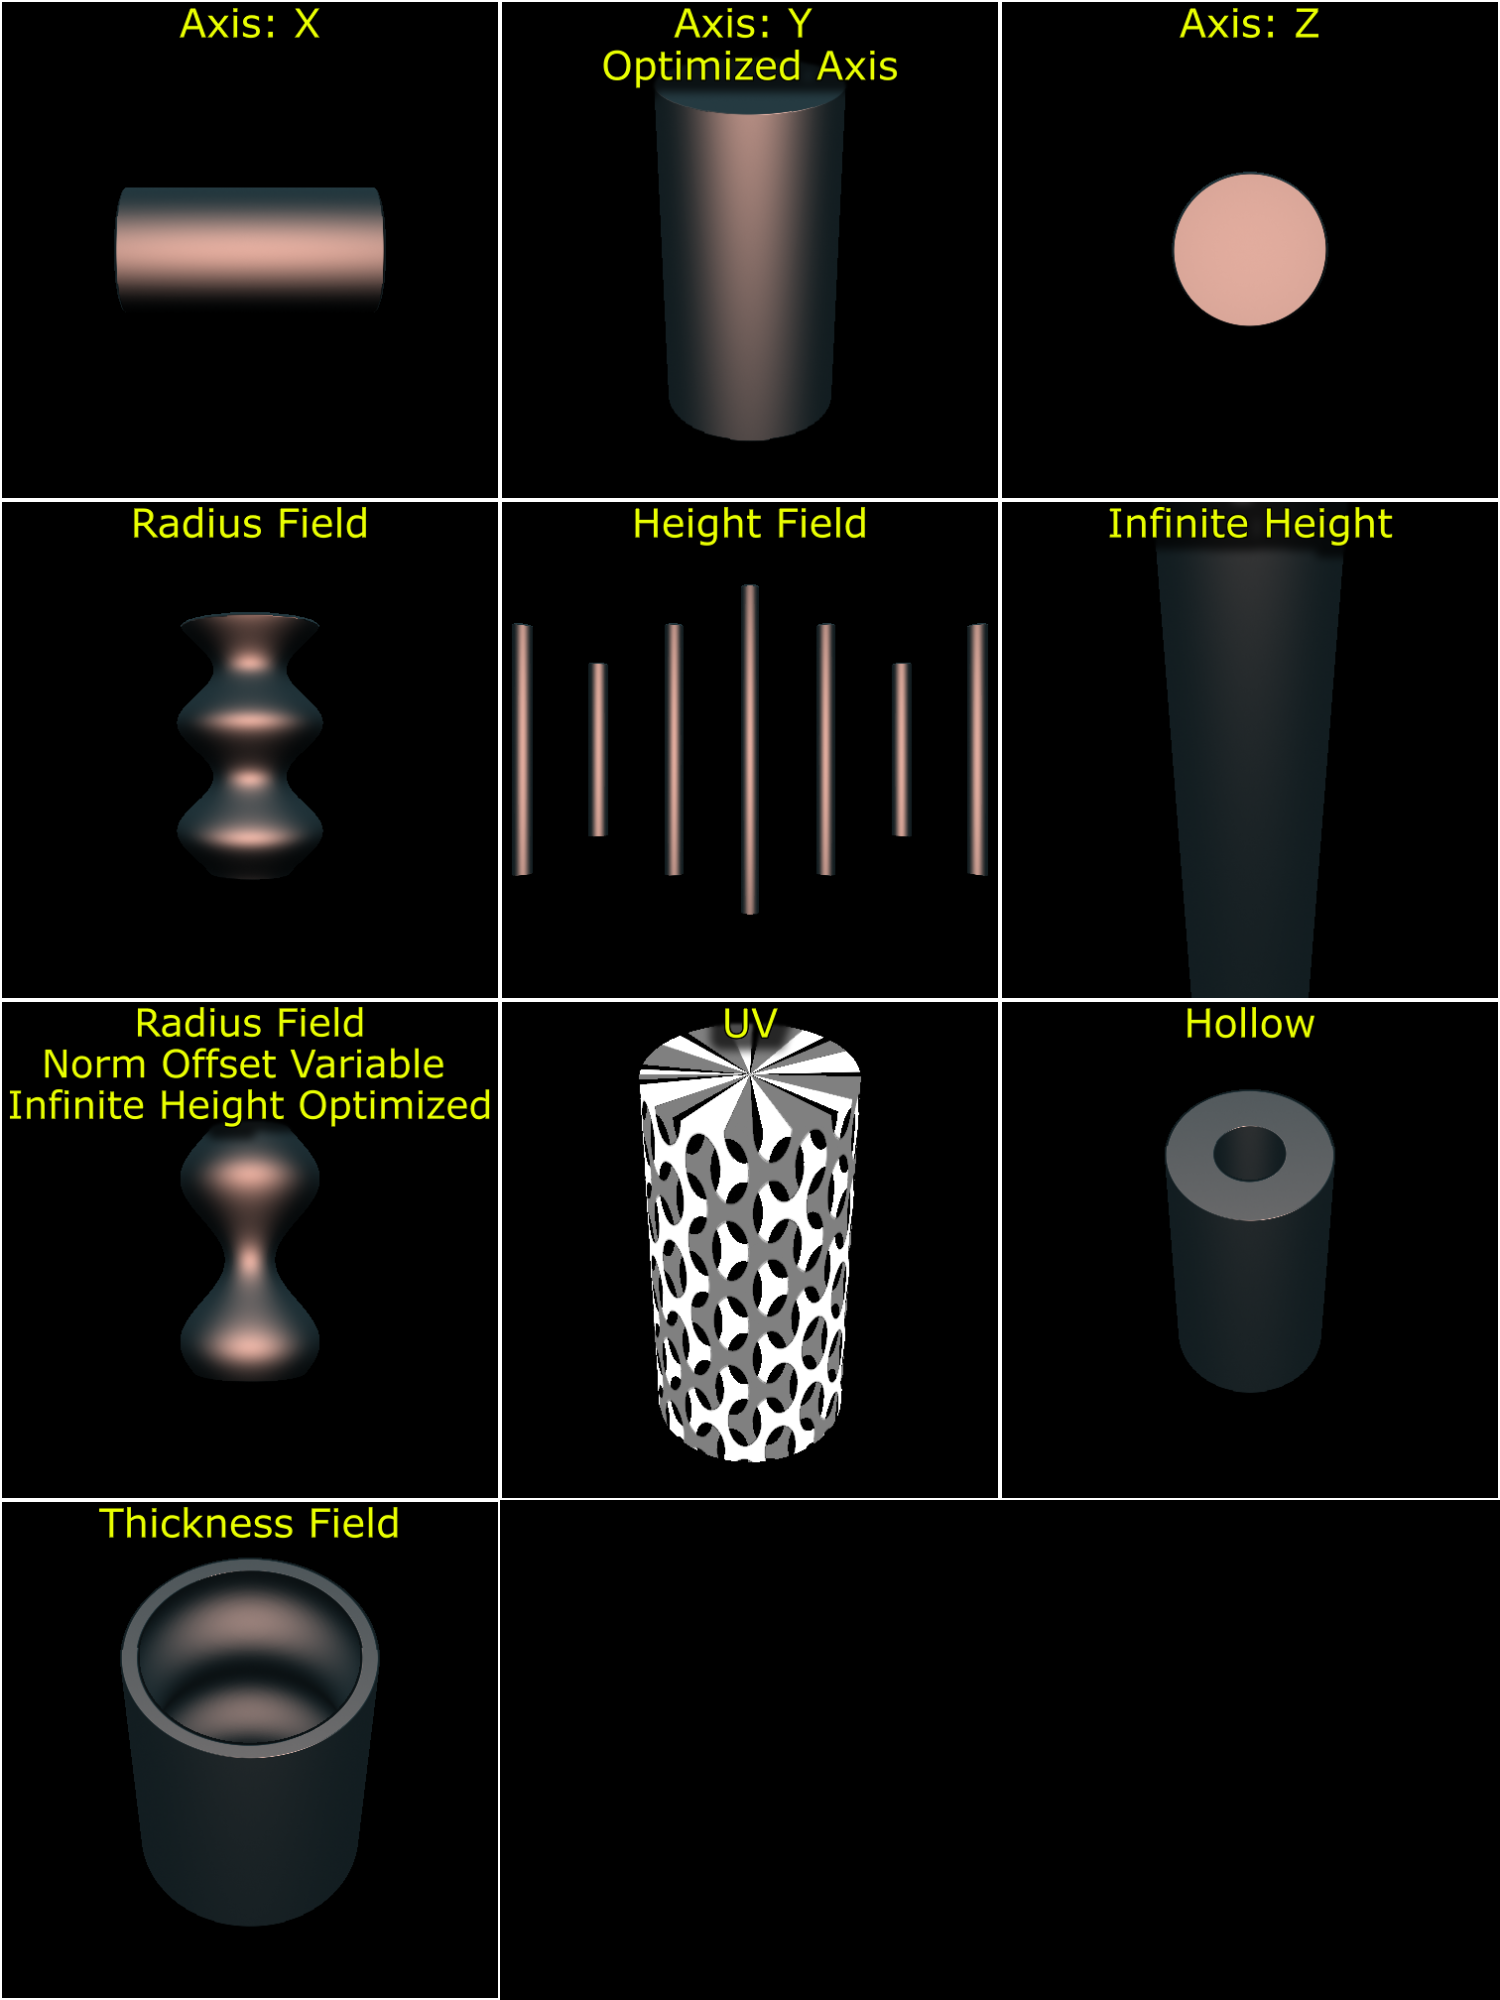 Axis: X
Axis: Y
Optimized Axis
Axis: Z
Radius Field
Height Field
Infinite Height
Radius Field
Norm Offset Variable
Infinite Height Optimized
UV
Hollow
Thickness Field